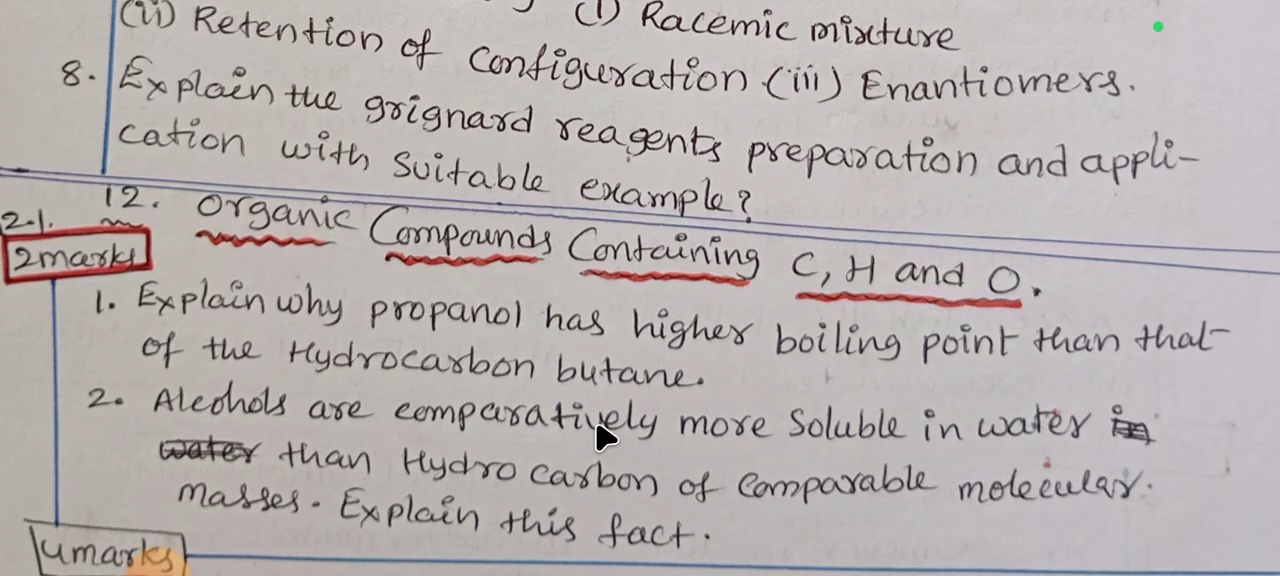 (ii) Retention of Configuration (iii) Enantiomers.
(i) Racemic mixture
8. Explain the grignard reagents preparation and appli-
cation with suitable example?
12. Organic Compounds Containing C, H and O.
2-1.
2marks
1. Explain why propanol has higher boiling point than that
of the Hydrocarbon butane.
2. Alcohols are comparatively more soluble in water in
water than Hydro carbon of comparable molecular.
masses. Explain this fact.
4marks